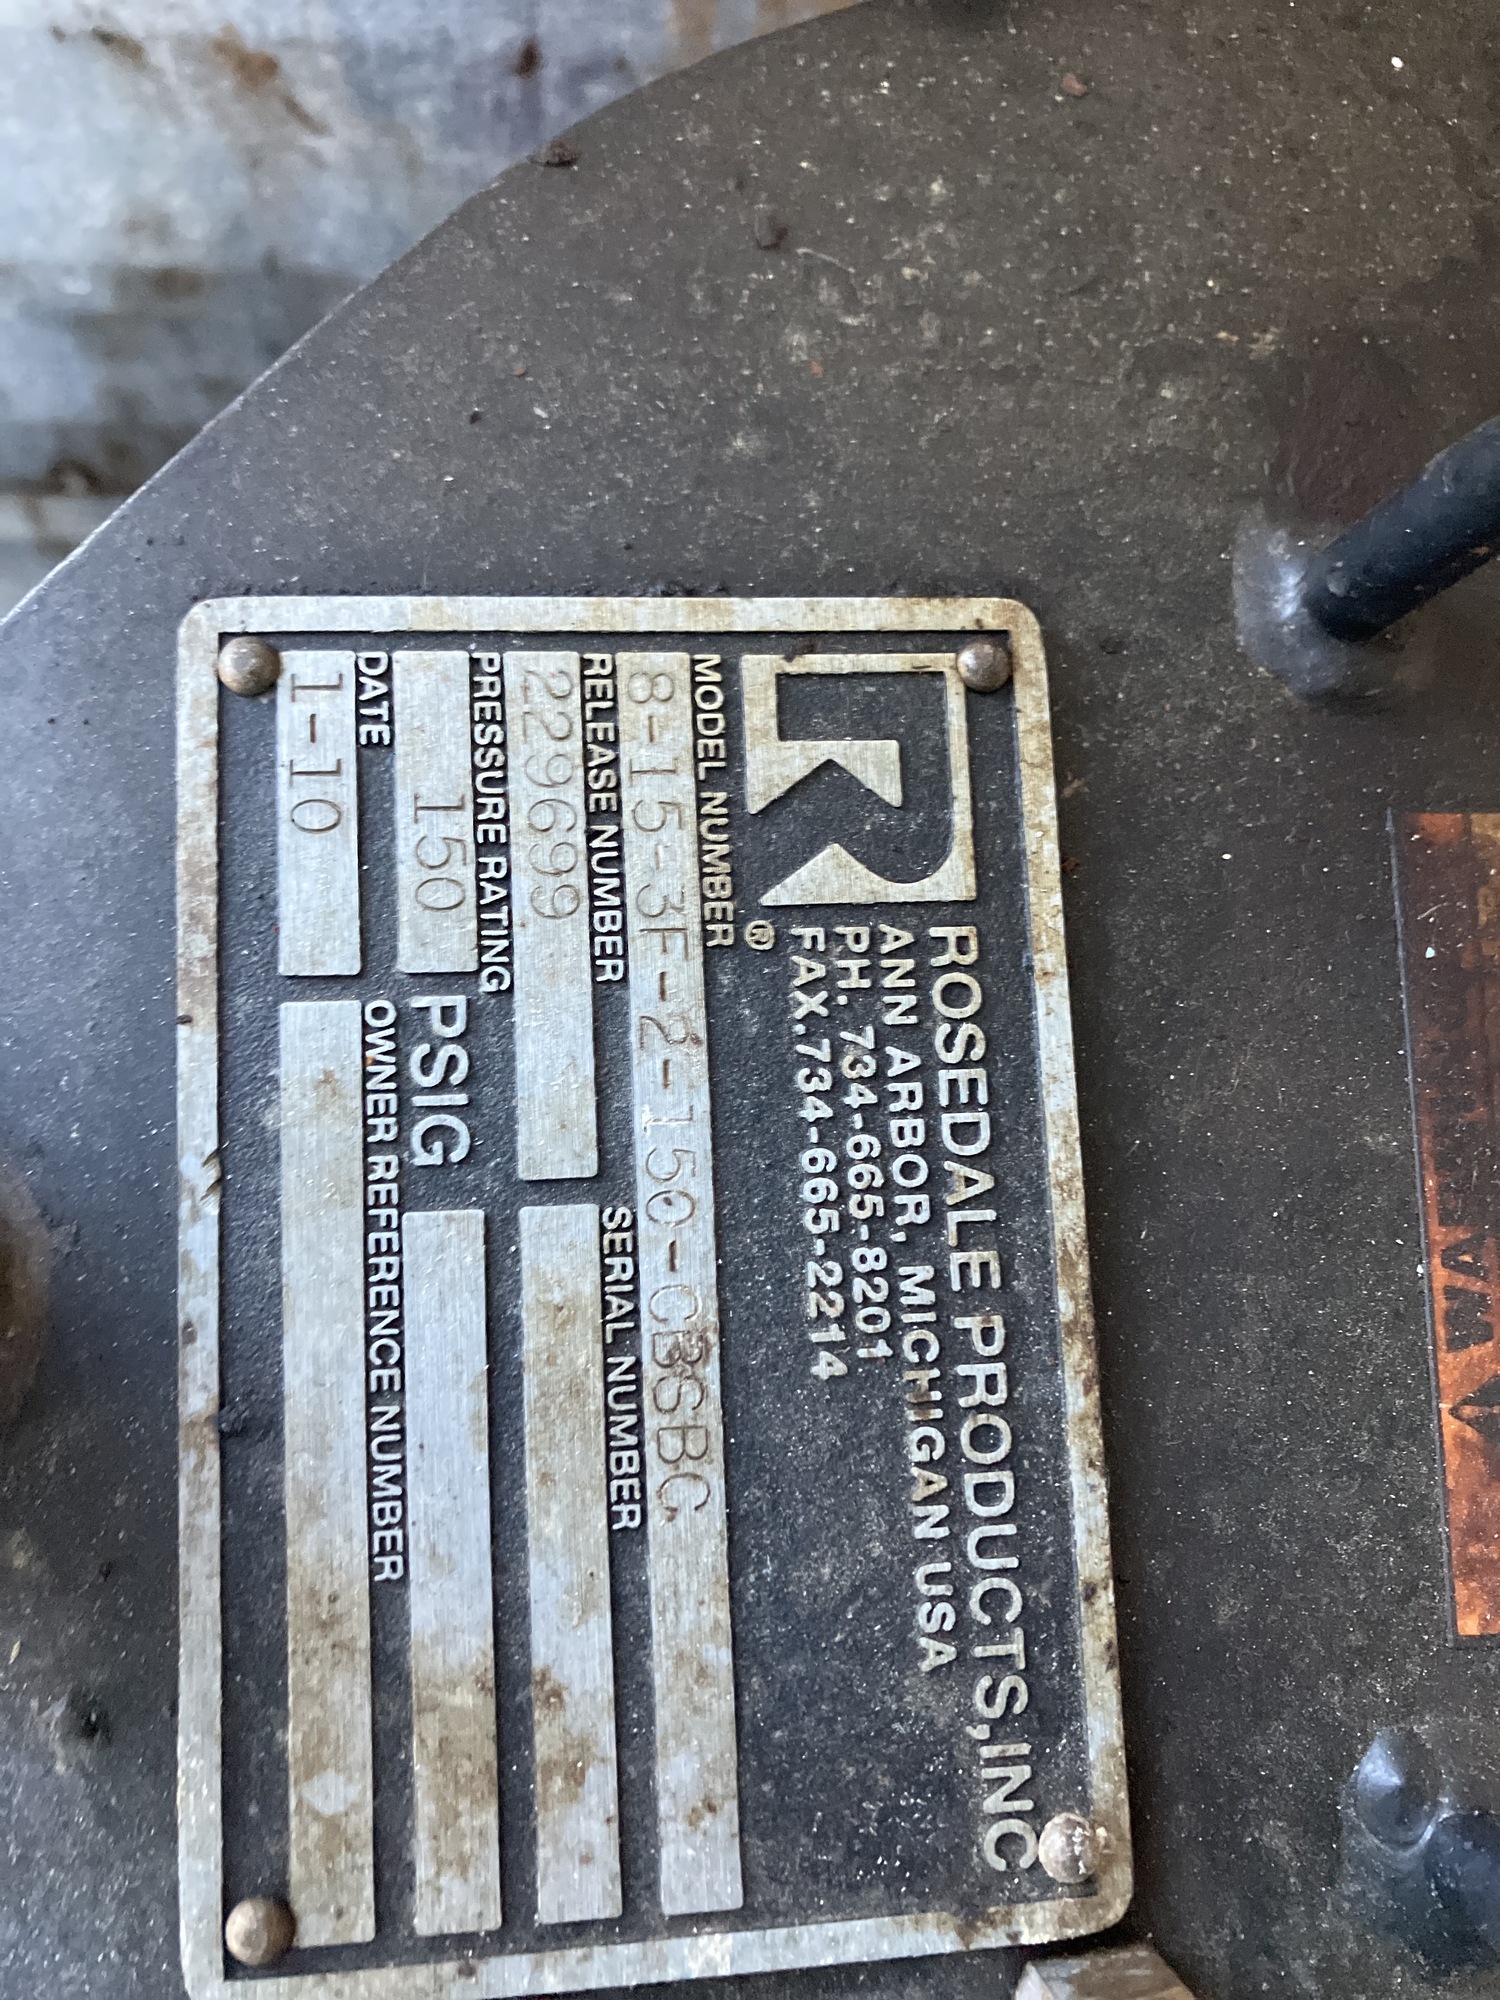 ROSEDALE PRODUCTS, INC
ANN ARBOR, MICHIGAN USA
PH. 734-665-8201
FAX. 734-665-2214
R®
MODEL NUMBER
8-15-3F-2-150-CBSBC
RELEASE NUMBER
SERIAL NUMBER
229699
PRESSURE RATING
150
PSIG
DATE
OWNER REFERENCE NUMBER
1-10